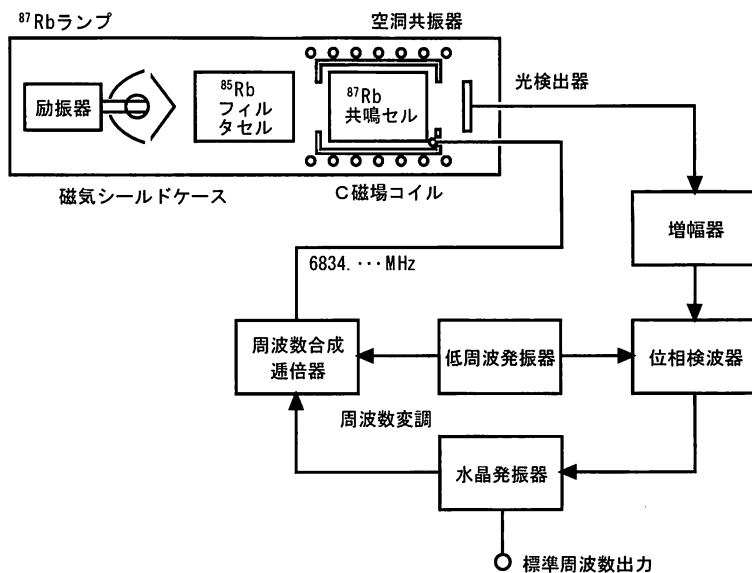 ⁸⁷Rbランプ
空洞共振器
励振器
⁸⁵Rb
フィル
タセル
⁸⁷Rb
共鳴セル
光検出器
磁気シールドケース
C磁場コイル
増幅器
6834.···MHz
周波数合成
逓倍器
低周波発振器
位相検波器
周波数変調
水晶発振器
標準周波数出力